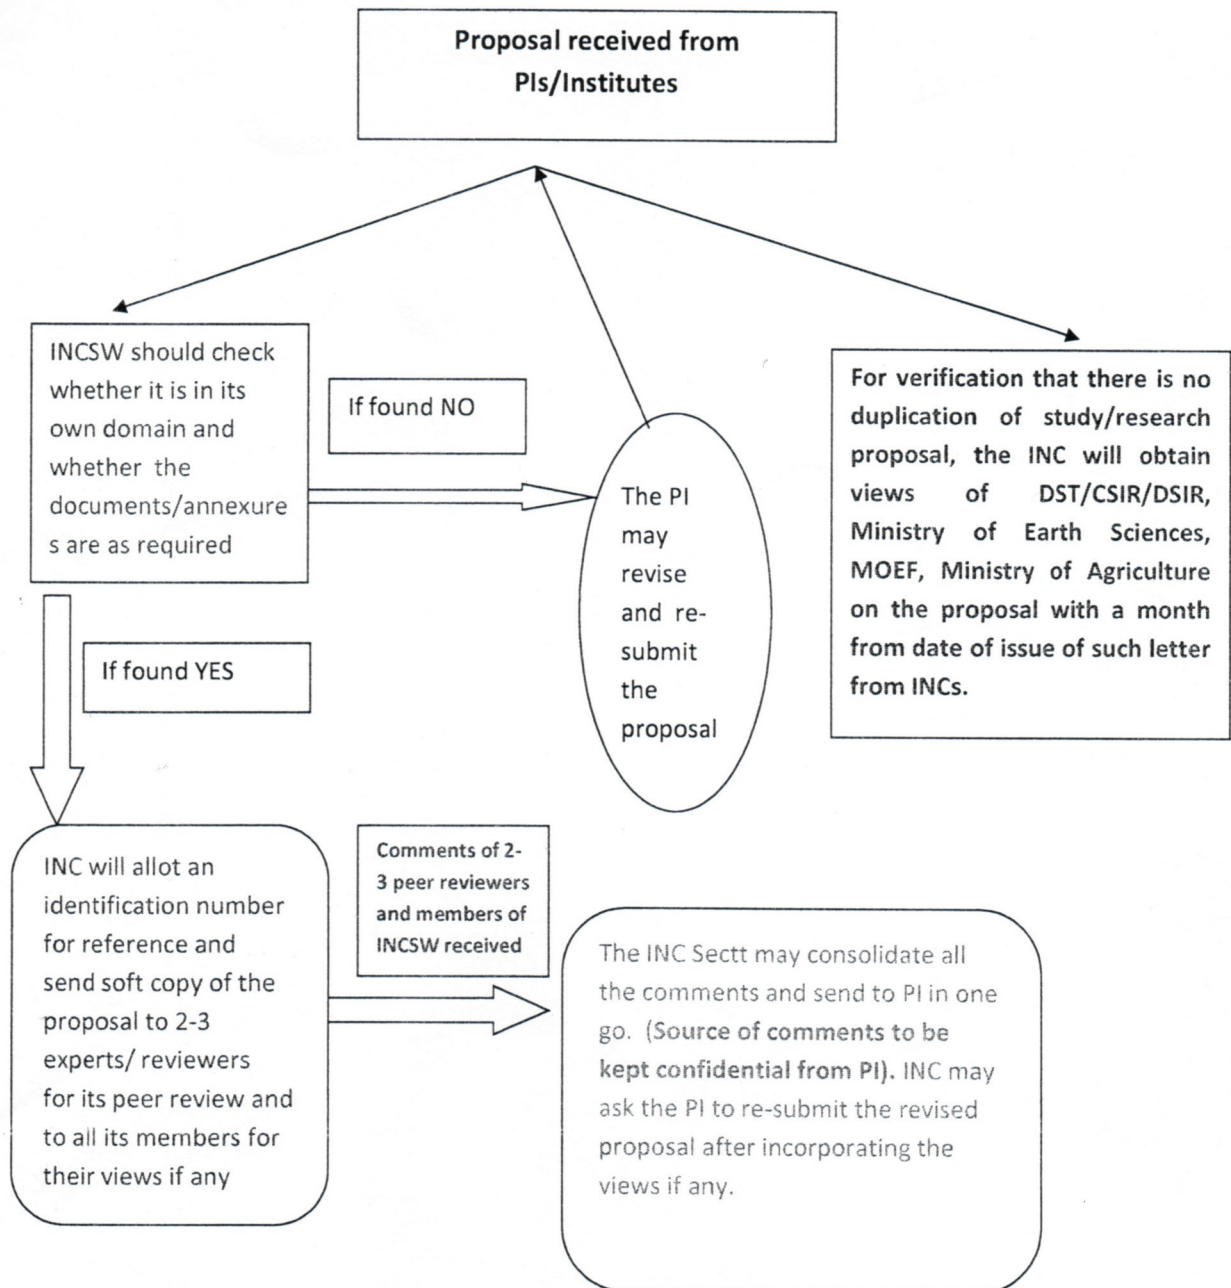 Proposal received from
PIs/Institutes
INCSW should check
whether it is in its
own domain and
whether the
documents/annexure
s are as required
If found NO
The PI
may
revise
and re-
submit
the
proposal
For verification that there is no
duplication of study/research
proposal, the INC will obtain
views of DST/CSIR/DSIR,
Ministry of Earth Sciences,
MOEF, Ministry of Agriculture
on the proposal with a month
from date of issue of such letter
from INCs.
If found YES
INC will allot an
identification number
for reference and
send soft copy of the
proposal to 2-3
experts/ reviewers
for its peer review and
to all its members for
their views if any
Comments of 2-
3 peer reviewers
and members of
INCSW received
The INC Sectt may consolidate all
the comments and send to PI in one
go. (Source of comments to be
kept confidential from PI). INC may
ask the PI to re-submit the revised
proposal after incorporating the
views if any.